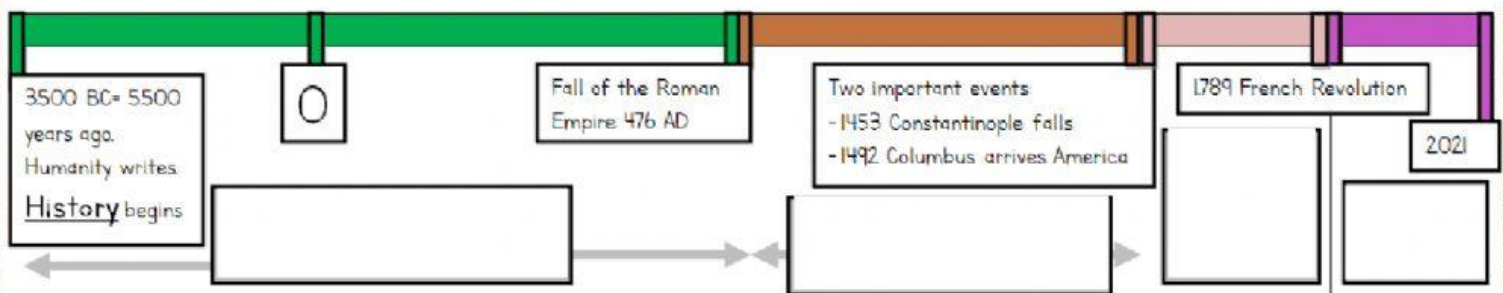 3500 BC= 5500
years ago.
Humanity writes.
History begins
0
Fall of the Roman
Empire 476 AD
Two important events
-1453 Constantinople falls
-1492 Columbus arrives America
1789 French Revolution
2021